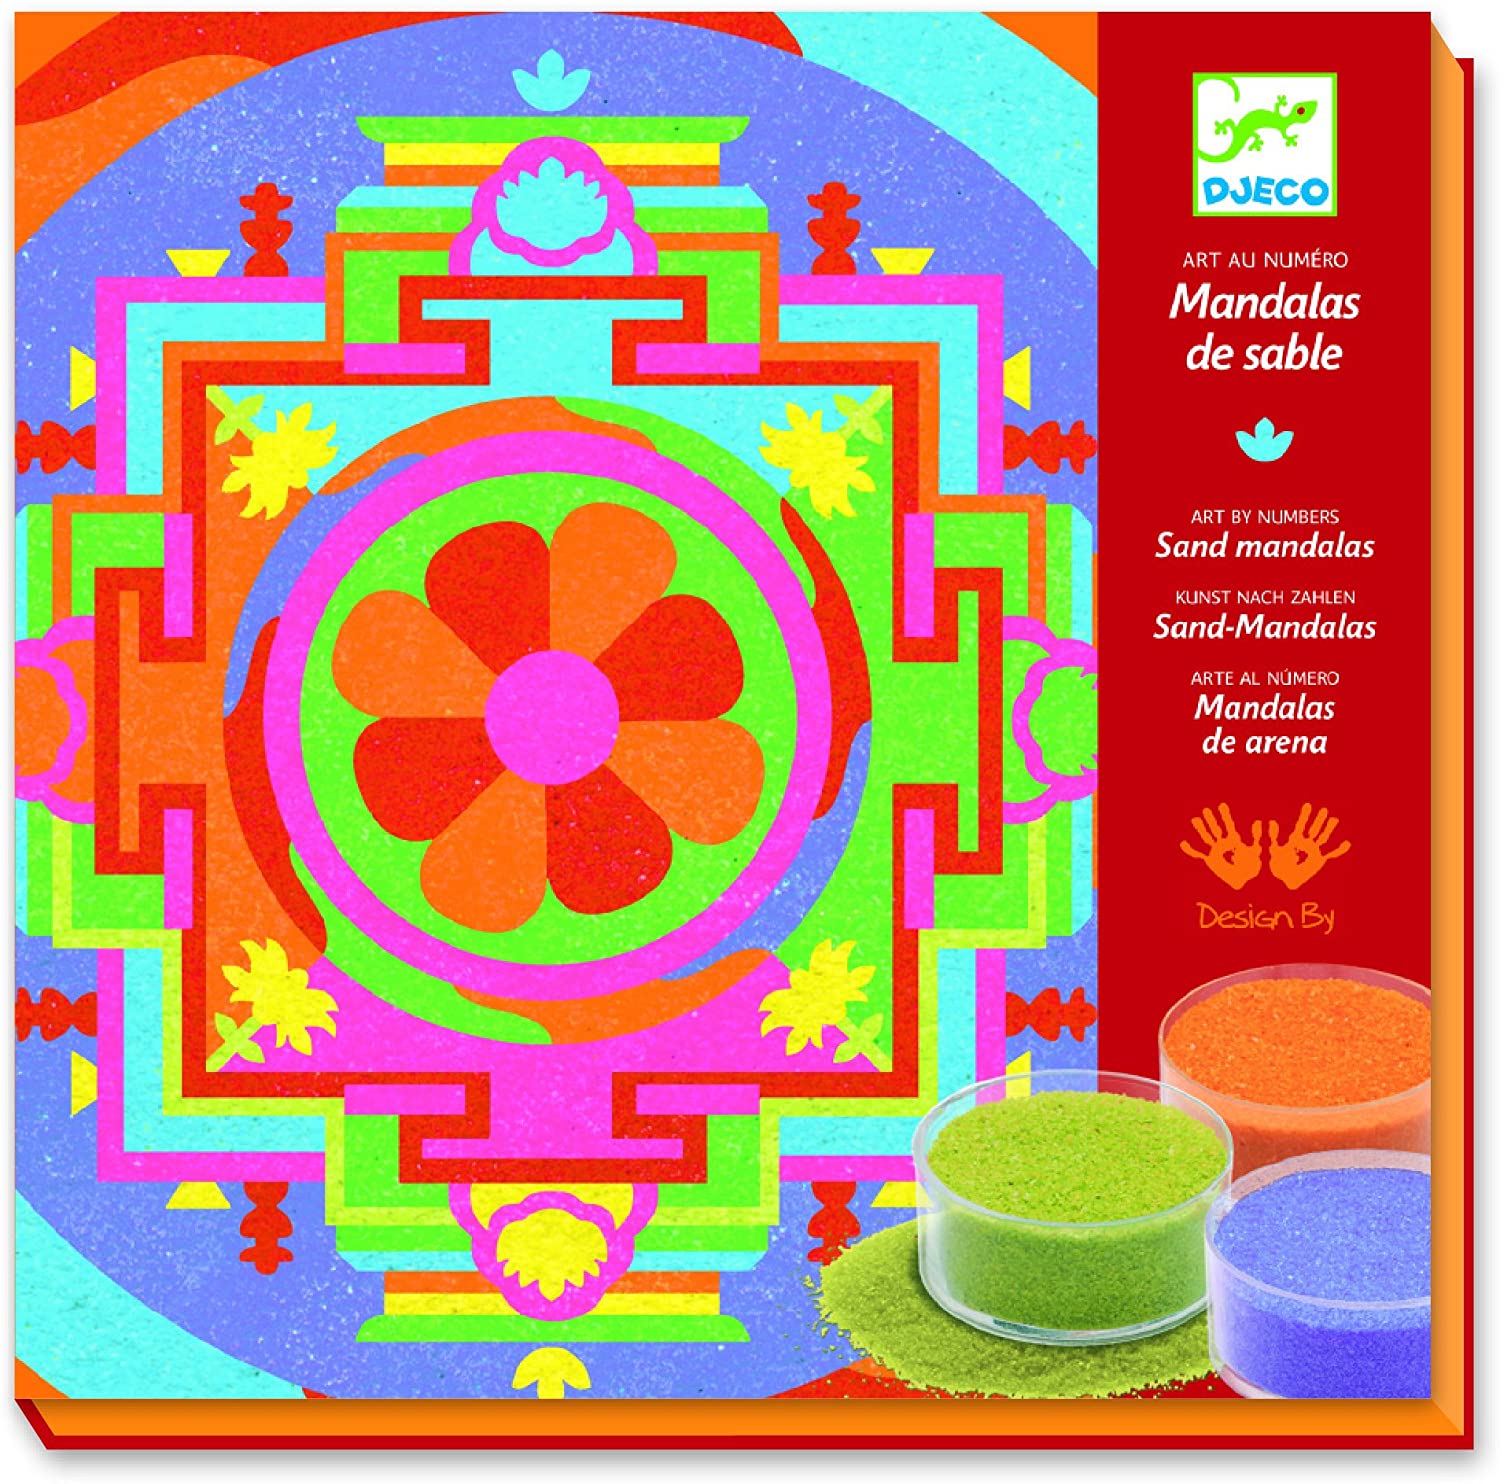 DJECO
ART AU NUMÉRO
Mandalas
de sable
ART BY NUMBERS
Sand mandalas
KUNST NACH ZAHLEN
Sand-Mandalas
ARTE AL NÚMERO
Mandalas
de arena
Design By